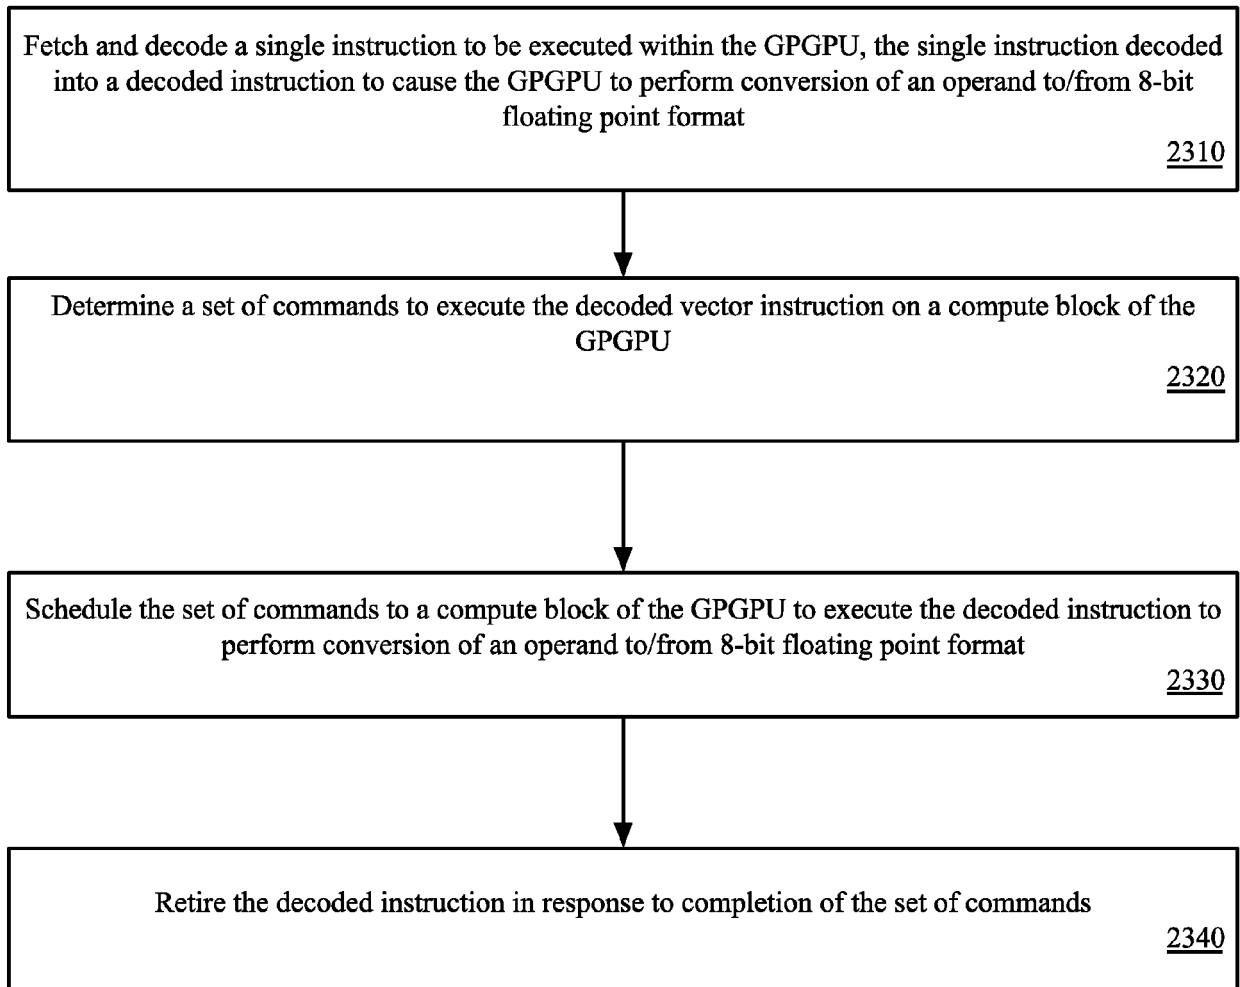 Fetch and decode a single instruction to be executed within the GPGPU, the single instruction decoded
into a decoded instruction to cause the GPGPU to perform conversion of an operand to/from 8-bit
floating point format
2310
Determine a set of commands to execute the decoded vector instruction on a compute block of the
GPGPU
2320
Schedule the set of commands to a compute block of the GPGPU to execute the decoded instruction to
perform conversion of an operand to/from 8-bit floating point format
2330
Retire the decoded instruction in response to completion of the set of commands
2340